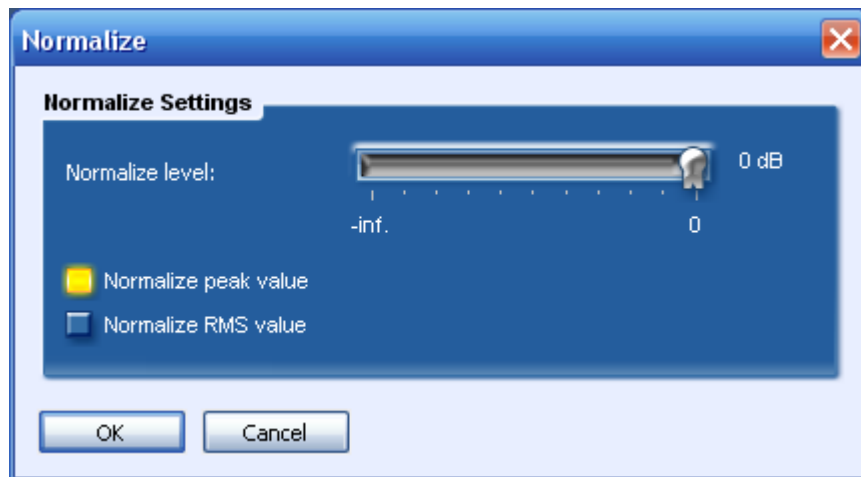 Normalize
Normalize Settings
Normalize level:
0 dB
-inf.
0
Normalize peak value
Normalize RMS value
OK
Cancel